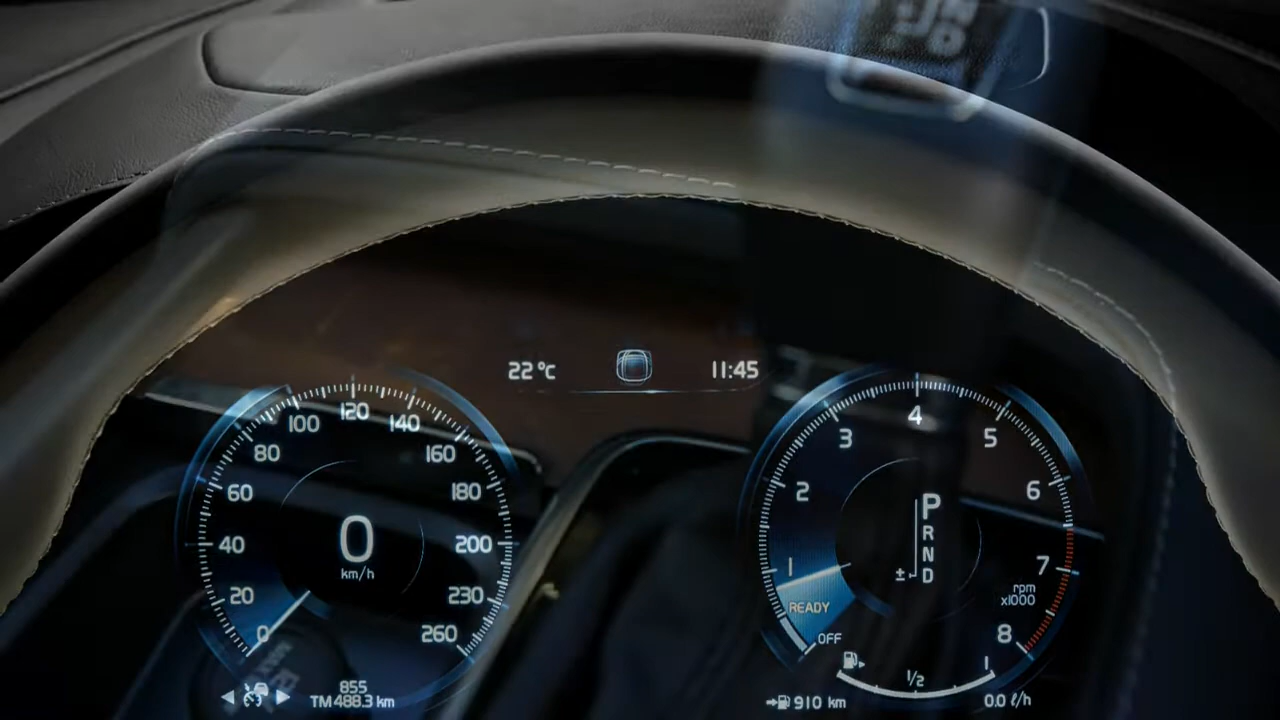 22 ºC
11:45
0
20
40
60
80
100
120
140
160
180
200
230
260
0
km/h
855
TM 488.3 km
OFF
READY
1
2
3
4
5
6
7
8
rpm
x1000
P
R
N
±
D
1/2
1
910 km
0.0 ℓ/h